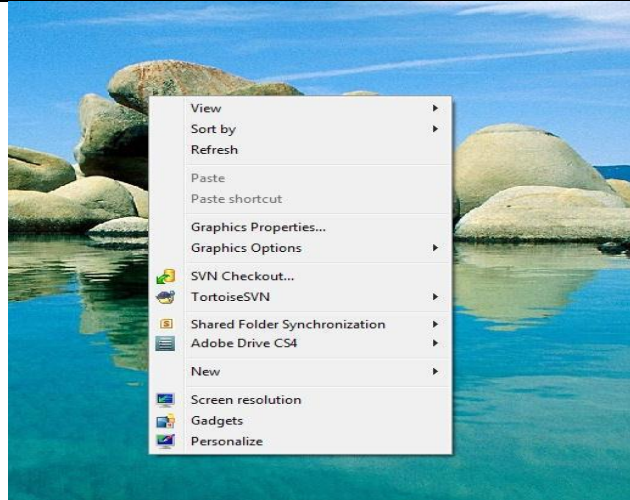 View
Sort by
Refresh
Paste
Paste shortcut
Graphics Properties...
Graphics Options
SVN Checkout...
TortoiseSVN
Shared Folder Synchronization
Adobe Drive CS4
New
Screen resolution
Gadgets
Personalize